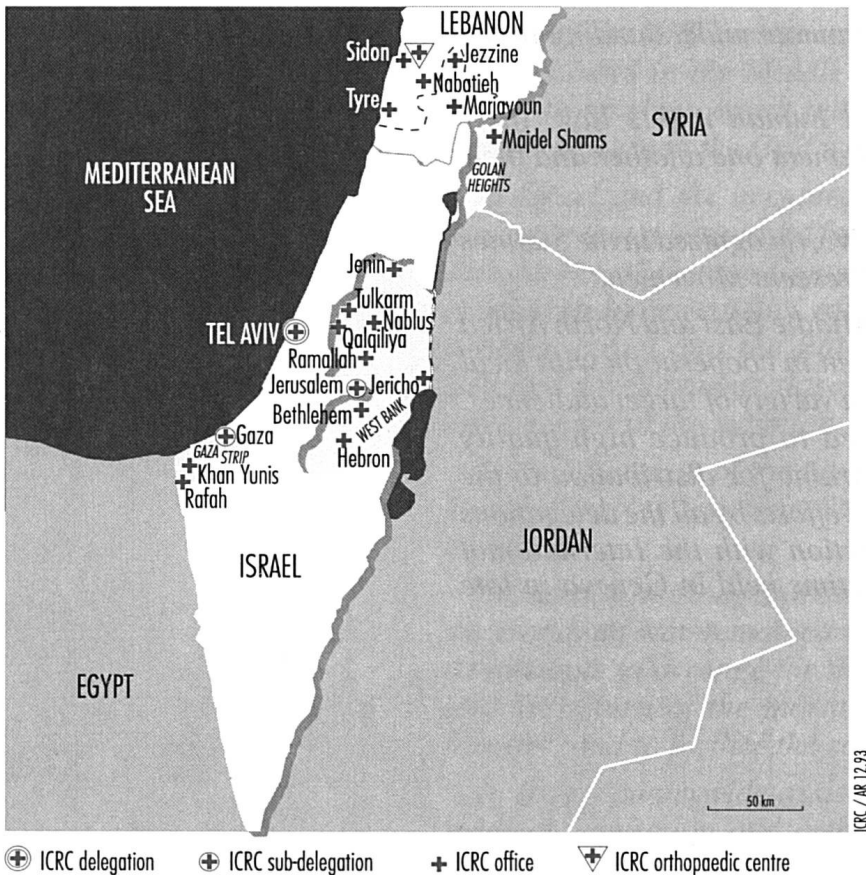 LEBANON
Sidon
Jezzine
Nabatieh
Tyre
Marjayoun
Majdel Shams
SYRIA
MEDITERRANEAN
SEA
GOLAN
HEIGHTS
Jenin
Tulkarm
Nablus
TEL AVIV
Qalqiliya
Ramallah
Jerusalem
Jericho
Bethlehem
WEST BANK
Gaza
GAZA STRIP
Hebron
Khan Yunis
Rafah
JORDAN
ISRAEL
EGYPT
50 km
ICRC / AR 12.93
ICRC delegation
ICRC sub-delegation
ICRC office
ICRC orthopaedic centre